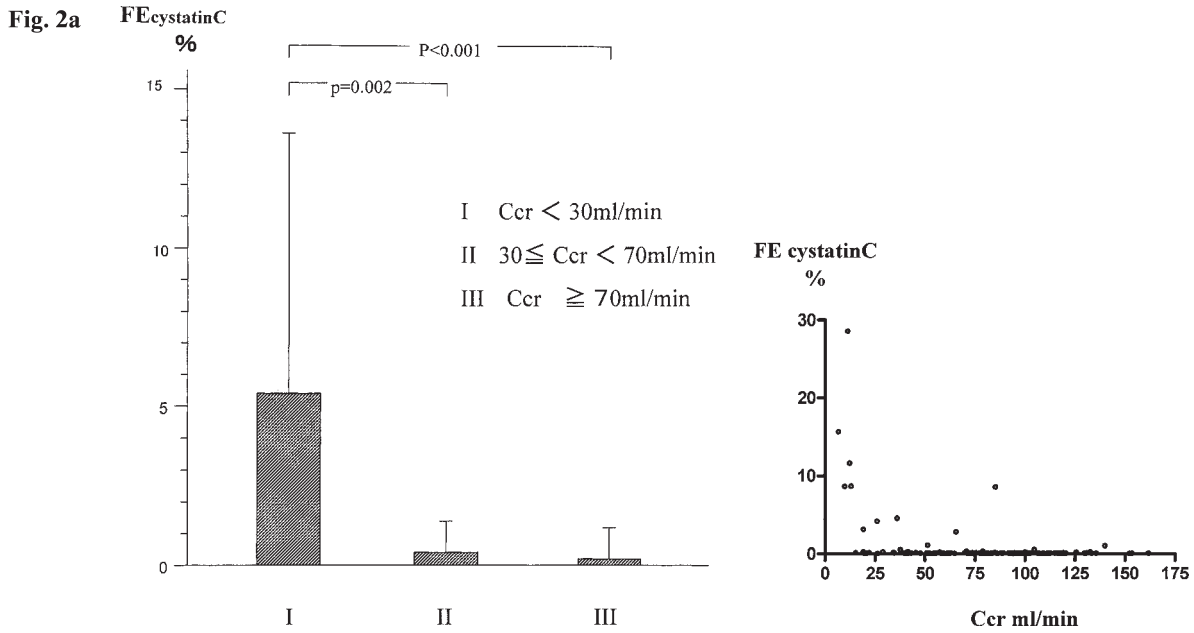 Fig. 2a
FEcystatinC
%
P<0.001
p=0.002
15
10
5
0
I Ccr < 30ml/min
II 30≦ Ccr < 70ml/min
III Ccr ≧ 70ml/min
I II III
FE cystatinC
%
30
20
10
0
0 25 50 75 100 125 150 175
Ccr ml/min